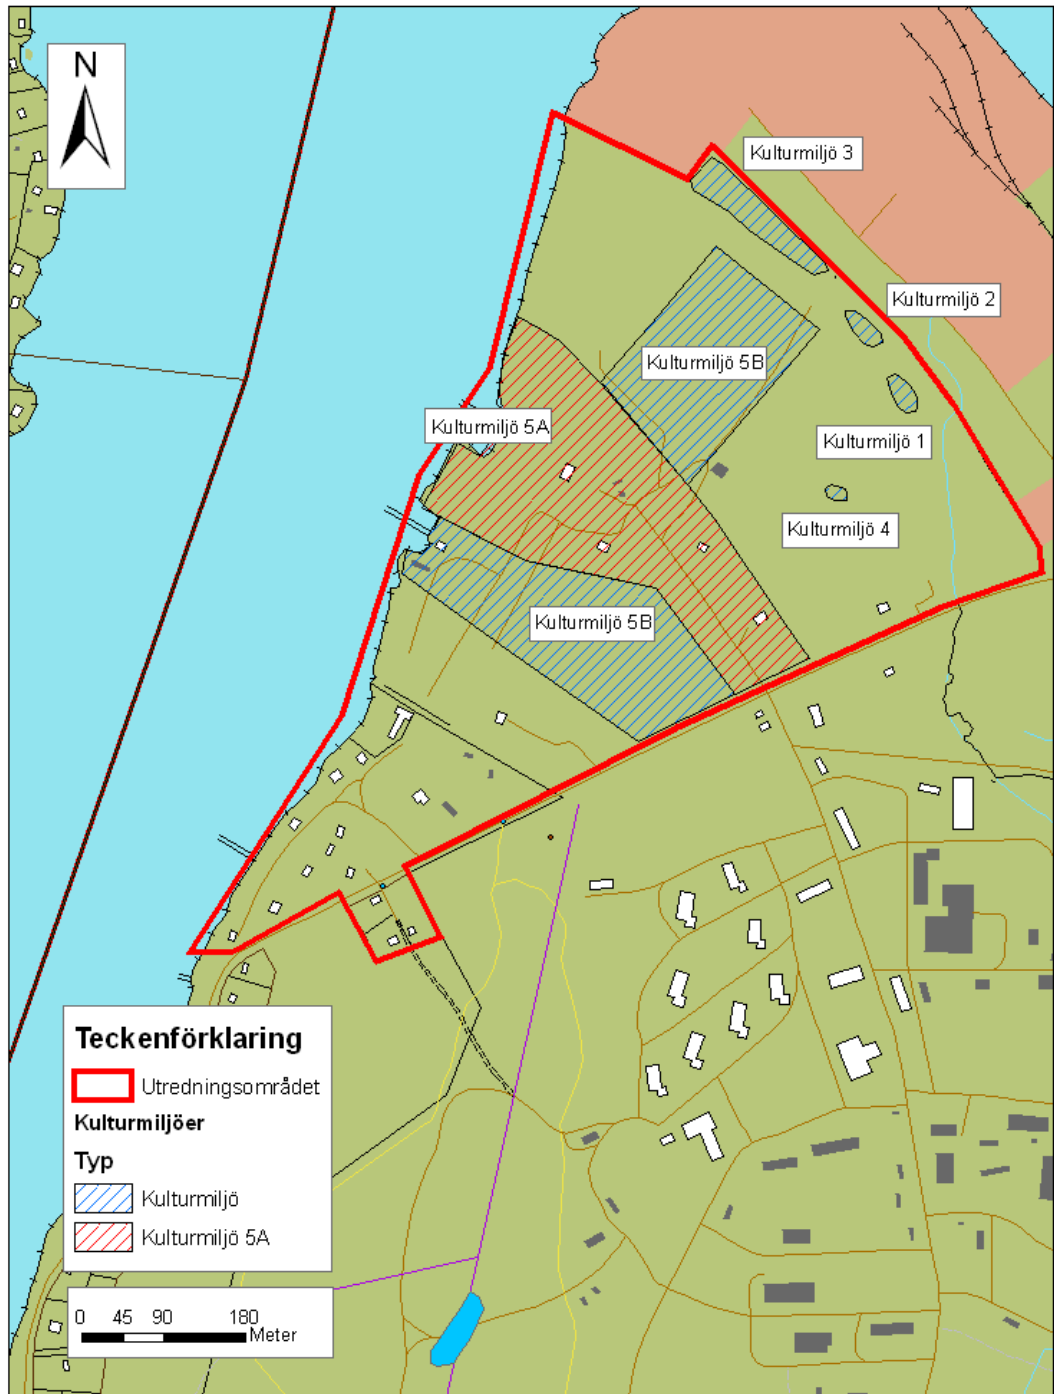 N
Kulturmiljö 3
Kulturmiljö 2
Kulturmiljö 5B
Kulturmiljö 5A
Kulturmiljö 1
Kulturmiljö 4
Kulturmiljö 5B
Teckenförklaring
Utredningsområdet
Kulturmiljöer
Typ
Kulturmiljö
Kulturmiljö 5A
0 45 90 180
Meter